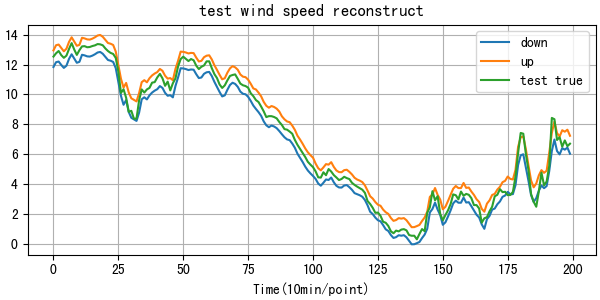 test wind speed reconstruct
14
12
10
8
6
4
2
0
down
up
test true
0 25 50 75 100 125 150 175 200
Time(10min/point)